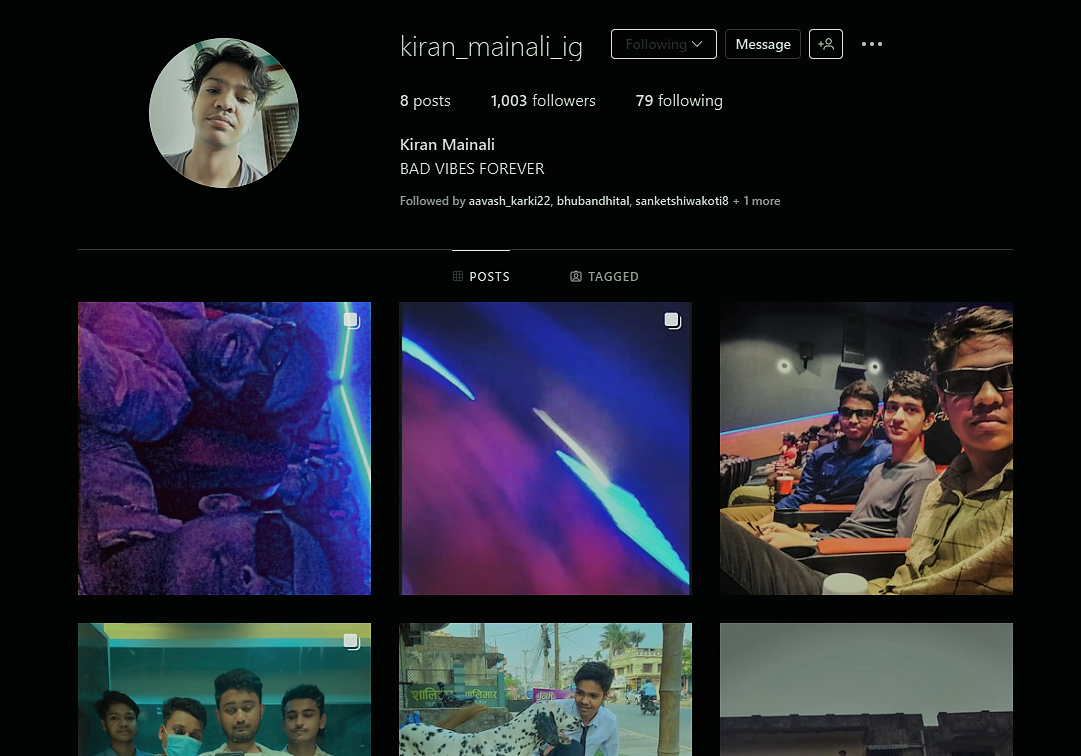 kiran_mainali_ig Following Message
8 posts 1,003 followers 79 following
Kiran Mainali
BAD VIBES FOREVER
Followed by aavash_karki22, bhubandhital, sanketshiwakoti8 + 1 more
POSTS TAGGED
शालिमार